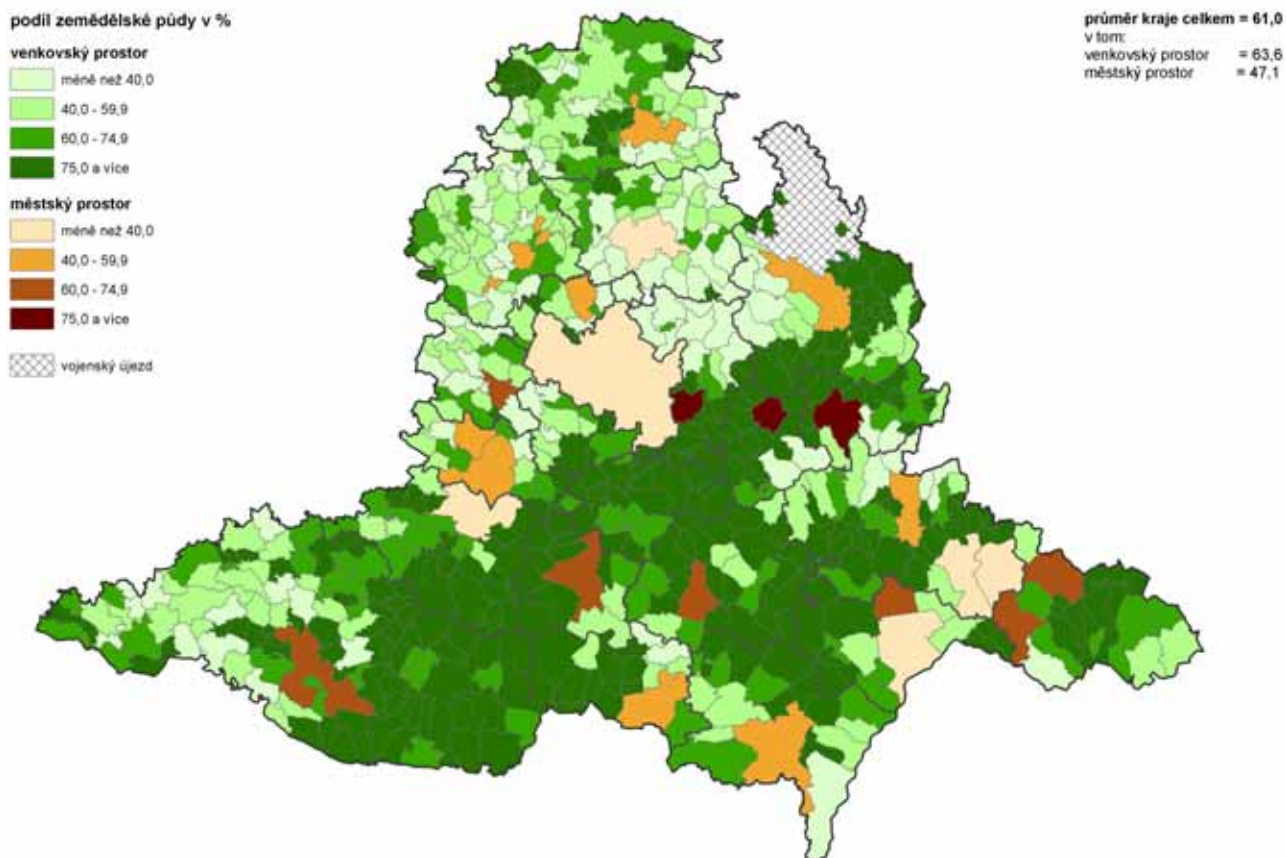 podíl zemědělské půdy v %
venkovský prostor
méně než 40,0
40,0 - 59,9
60,0 - 74,9
75,0 a více
městský prostor
méně než 40,0
40,0 - 59,9
60,0 - 74,9
75,0 a více
vojenský újezd
průměr kraje celkem = 61,0
v tom:
venkovský prostor = 63,6
městský prostor = 47,1